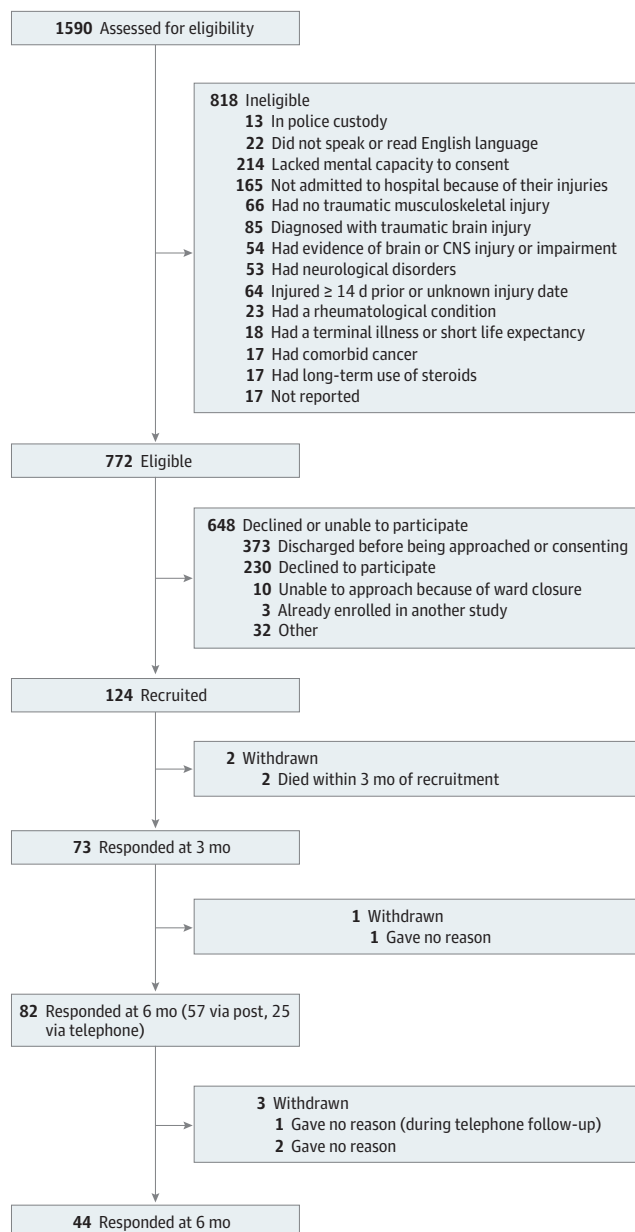 1590 Assessed for eligibility
818 Ineligible
13 In police custody
22 Did not speak or read English language
214 Lacked mental capacity to consent
165 Not admitted to hospital because of their injuries
66 Had no traumatic musculoskeletal injury
85 Diagnosed with traumatic brain injury
54 Had evidence of brain or CNS injury or impairment
53 Had neurological disorders
64 Injured ≥ 14 d prior or unknown injury date
23 Had a rheumatological condition
18 Had a terminal illness or short life expectancy
17 Had comorbid cancer
17 Had long-term use of steroids
17 Not reported
772 Eligible
648 Declined or unable to participate
373 Discharged before being approached or consenting
230 Declined to participate
10 Unable to approach because of ward closure
3 Already enrolled in another study
32 Other
124 Recruited
2 Withdrawn
2 Died within 3 mo of recruitment
73 Responded at 3 mo
1 Withdrawn
1 Gave no reason
82 Responded at 6 mo (57 via post, 25
via telephone)
3 Withdrawn
1 Gave no reason (during telephone follow-up)
2 Gave no reason
44 Responded at 6 mo